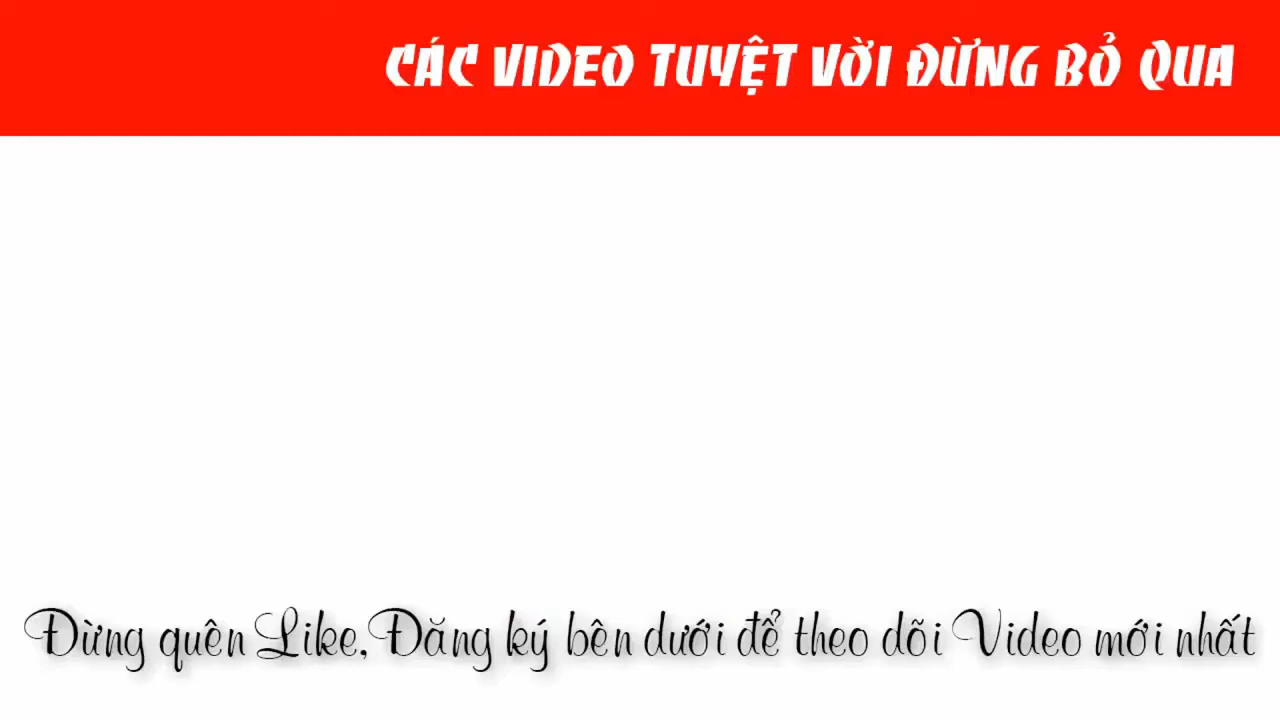 CÁC VIDEO TUYỆT VỜI ĐỪNG BỎ QUA
Đừng quên Like,Đăng ký bên dưới để theo dõi Video mới nhất